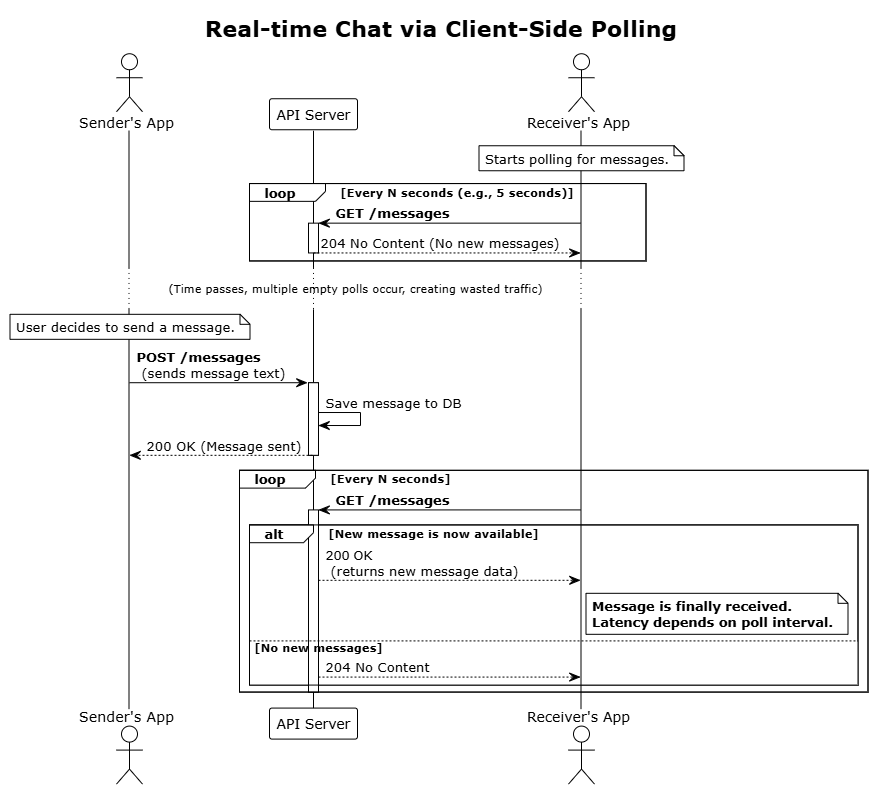 Real-time Chat via Client-Side Polling
Sender's App
API Server
Receiver's App
Starts polling for messages.
loop
[Every N seconds (e.g., 5 seconds)]
GET /messages
204 No Content (No new messages)
(Time passes, multiple empty polls occur, creating wasted traffic)
User decides to send a message.
POST /messages
(sends message text)
Save message to DB
200 OK (Message sent)
loop
[Every N seconds]
GET /messages
alt
[New message is now available]
200 OK
(returns new message data)
Message is finally received.
Latency depends on poll interval.
[No new messages]
204 No Content
Sender's App
API Server
Receiver's App